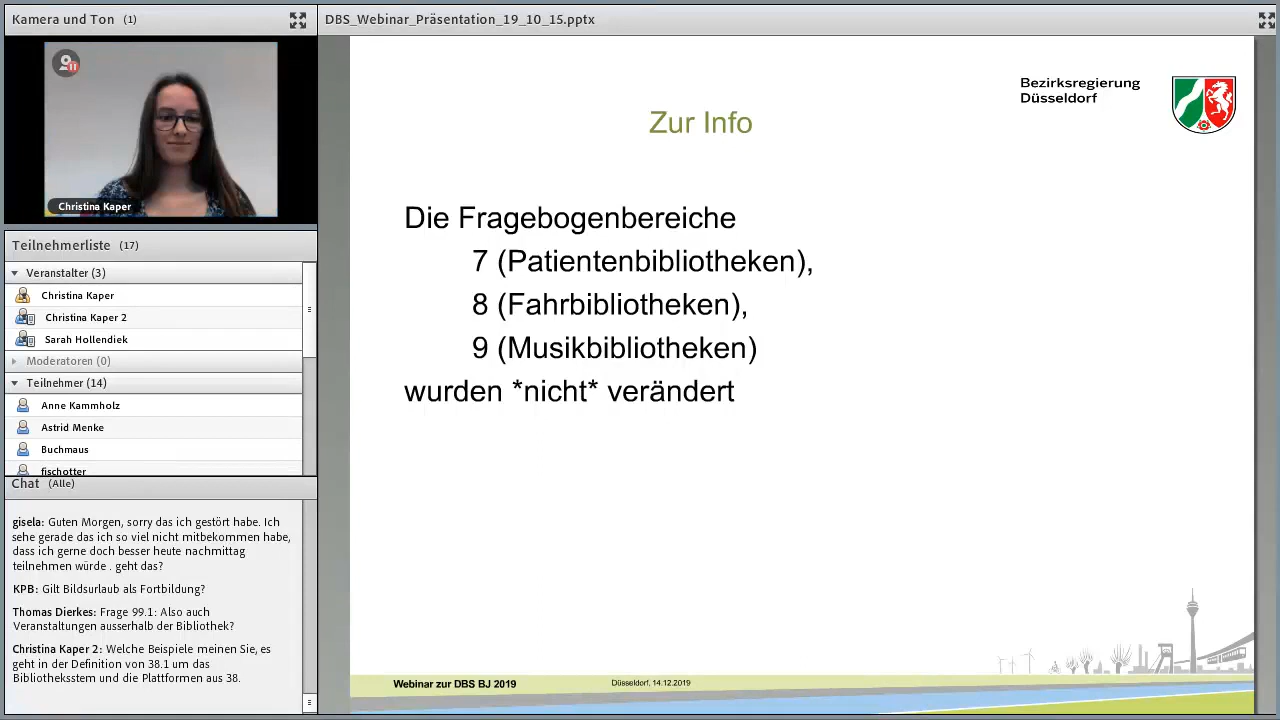 Kamera und Ton (1)
Christina Kaper
Teilnehmerliste (17)
Veranstalter (3)
Christina Kaper
Christina Kaper 2
Sarah Hollendiek
Moderatoren (0)
Teilnehmer (14)
Anne Kammholz
Astrid Menke
Buchmaus
fischotter
Chat (Alle)
gisela: Guten Morgen, sorry das ich gestört habe. Ich
sehe gerade das ich so viel nicht mitbekommen habe,
dass ich gerne doch besser heute nachmittag
teilnehmen würde . geht das?
KPB: Gilt Bildsurlaub als Fortbildung?
Thomas Dierkes: Frage 99.1: Also auch
Veranstaltungen ausserhalb der Bibliothek?
Christina Kaper 2: Welche Beispiele meinen Sie, es
geht in der Definition von 38.1 um das
Bibliotheksstem und die Plattformen aus 38.
DBS_Webinar_Präsentation_19_10_15.pptx
Bezirksregierung
Düsseldorf
Zur Info
Die Fragebogenbereiche
7 (Patientenbibliotheken),
8 (Fahrbibliotheken),
9 (Musikbibliotheken)
wurden *nicht* verändert
Webinar zur DBS BJ 2019
Düsseldorf, 14.12.2019